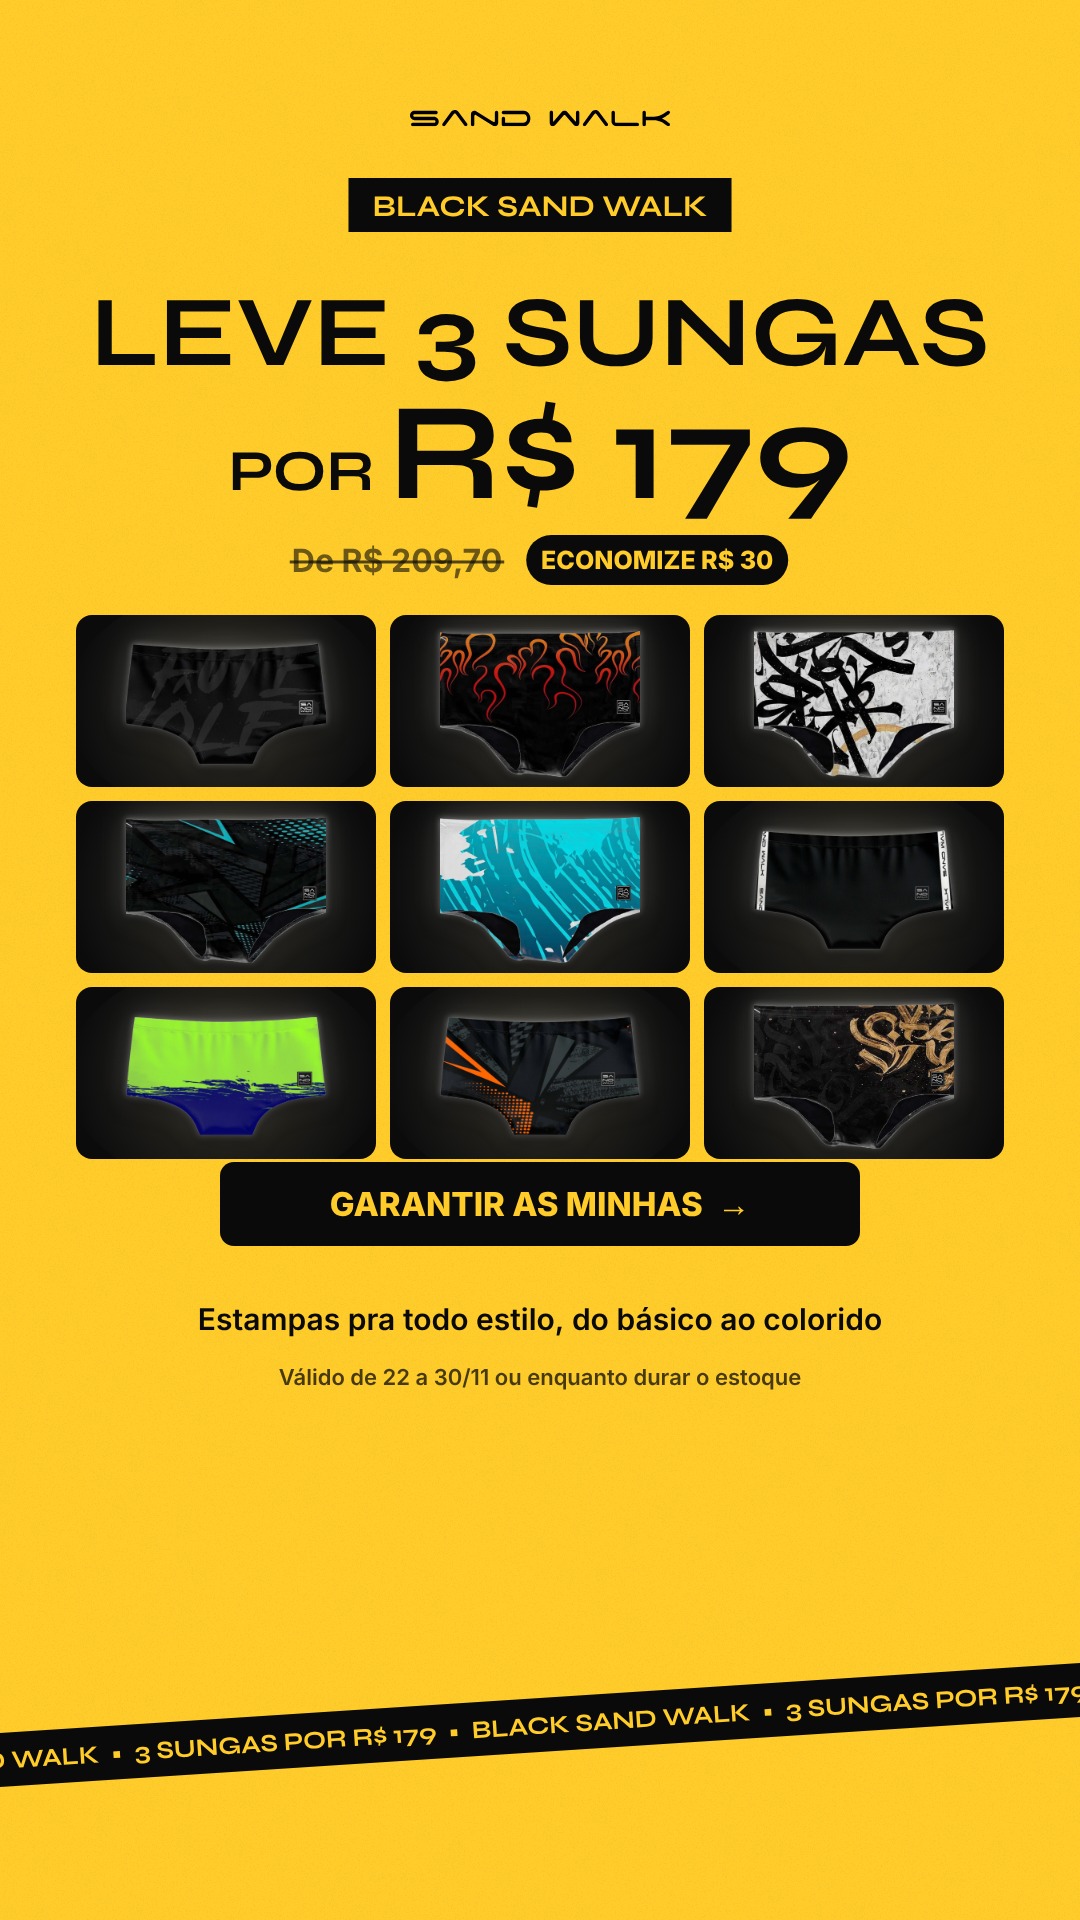 SAND WALK
BLACK SAND WALK
LEVE 3 SUNGAS
POR R$ 179
De R$ 209,70 ECONOMIZE R$ 30
GARANTIR AS MINHAS →
Estampas pra todo estilo, do básico ao colorido
Válido de 22 a 30/11 ou enquanto durar o estoque
WALK ▪ 3 SUNGAS POR R$ 179 ▪ BLACK SAND WALK ▪ 3 SUNGAS POR R$ 179